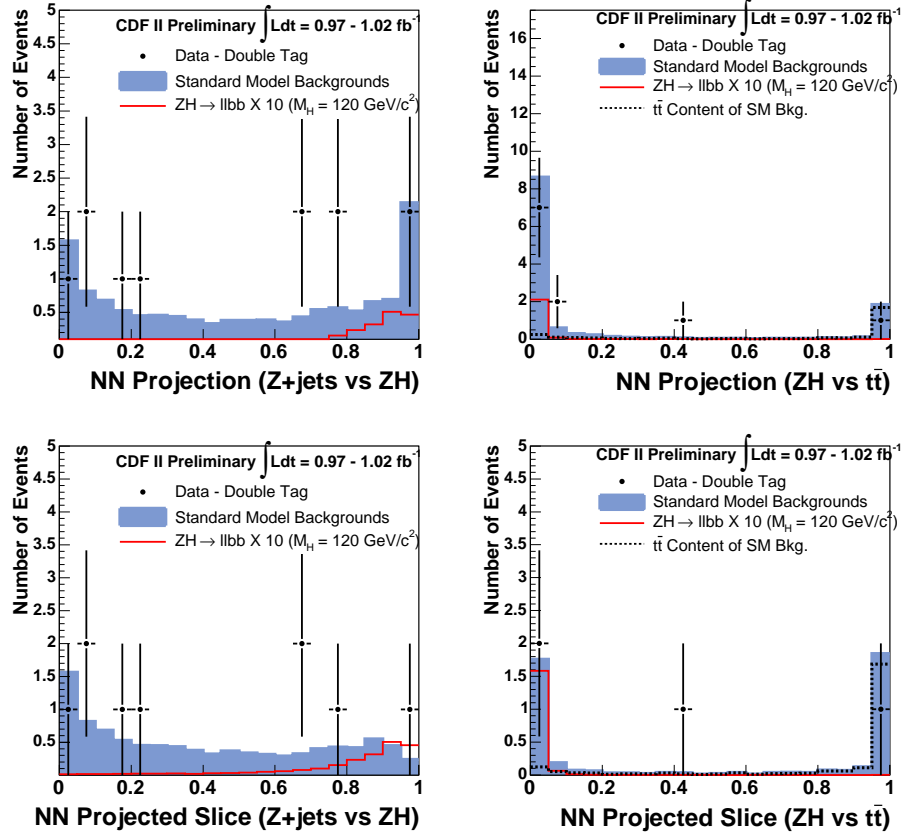 CDF II Preliminary ∫ Ldt = 0.97 - 1.02 fb⁻¹
Data - Double Tag
Standard Model Backgrounds
ZH → llbb X 10 (M_H = 120 GeV/c²)
Number of Events
5
4.5
4
3.5
3
2.5
2
1.5
1
0.5
0
0 0.2 0.4 0.6 0.8 1
NN Projection (Z+jets vs ZH)
CDF II Preliminary ∫ Ldt = 0.97 - 1.02 fb⁻¹
Data - Double Tag
Standard Model Backgrounds
ZH → llbb X 10 (M_H = 120 GeV/c²)
tt̄ Content of SM Bkg.
Number of Events
16
14
12
10
8
6
4
2
0
0 0.2 0.4 0.6 0.8 1
NN Projection (ZH vs tt̄)
CDF II Preliminary ∫ Ldt = 0.97 - 1.02 fb⁻¹
Data - Double Tag
Standard Model Backgrounds
ZH → llbb X 10 (M_H = 120 GeV/c²)
Number of Events
5
4.5
4
3.5
3
2.5
2
1.5
1
0.5
0
0 0.2 0.4 0.6 0.8 1
NN Projected Slice (Z+jets vs ZH)
CDF II Preliminary ∫ Ldt = 0.97 - 1.02 fb⁻¹
Data - Double Tag
Standard Model Backgrounds
ZH → llbb X 10 (M_H = 120 GeV/c²)
tt̄ Content of SM Bkg.
Number of Events
5
4.5
4
3.5
3
2.5
2
1.5
1
0.5
0
0 0.2 0.4 0.6 0.8 1
NN Projected Slice (ZH vs tt̄)